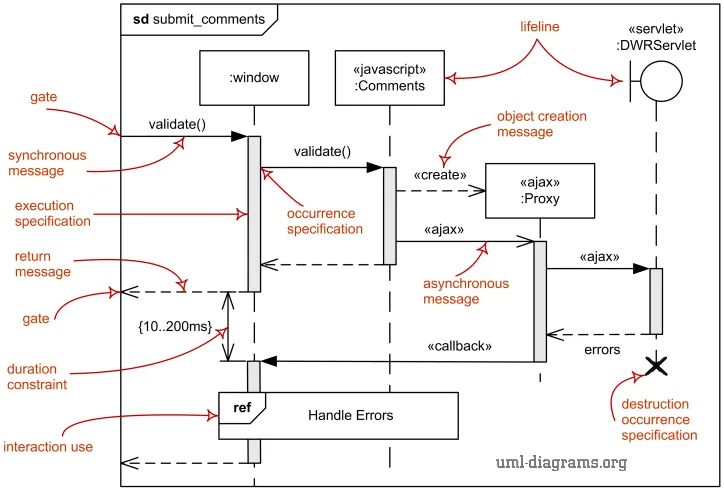 sd submit_comments
lifeline
«servlet»
:DWRServlet
:window
«javascript»
:Comments
gate
validate()
object creation
message
synchronous
message
validate()
«create»
«ajax»
:Proxy
execution
specification
occurrence
specification
«ajax»
return
message
«ajax»
asynchronous
message
gate
{10..200ms}
«callback»
errors
duration
constraint
ref
Handle Errors
destruction
occurrence
specification
interaction use
uml-diagrams.org